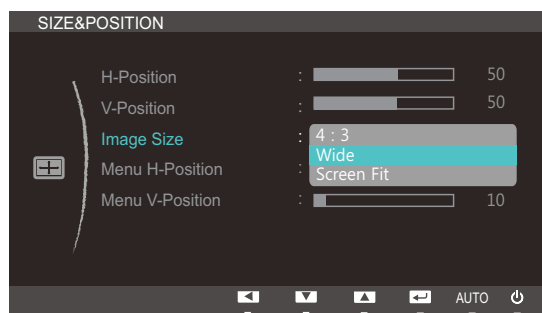 SIZE&POSITION
H-Position : 50
V-Position : 50
Image Size : 4 : 3
Wide
Screen Fit
Menu H-Position :
Menu V-Position : 10
AUTO